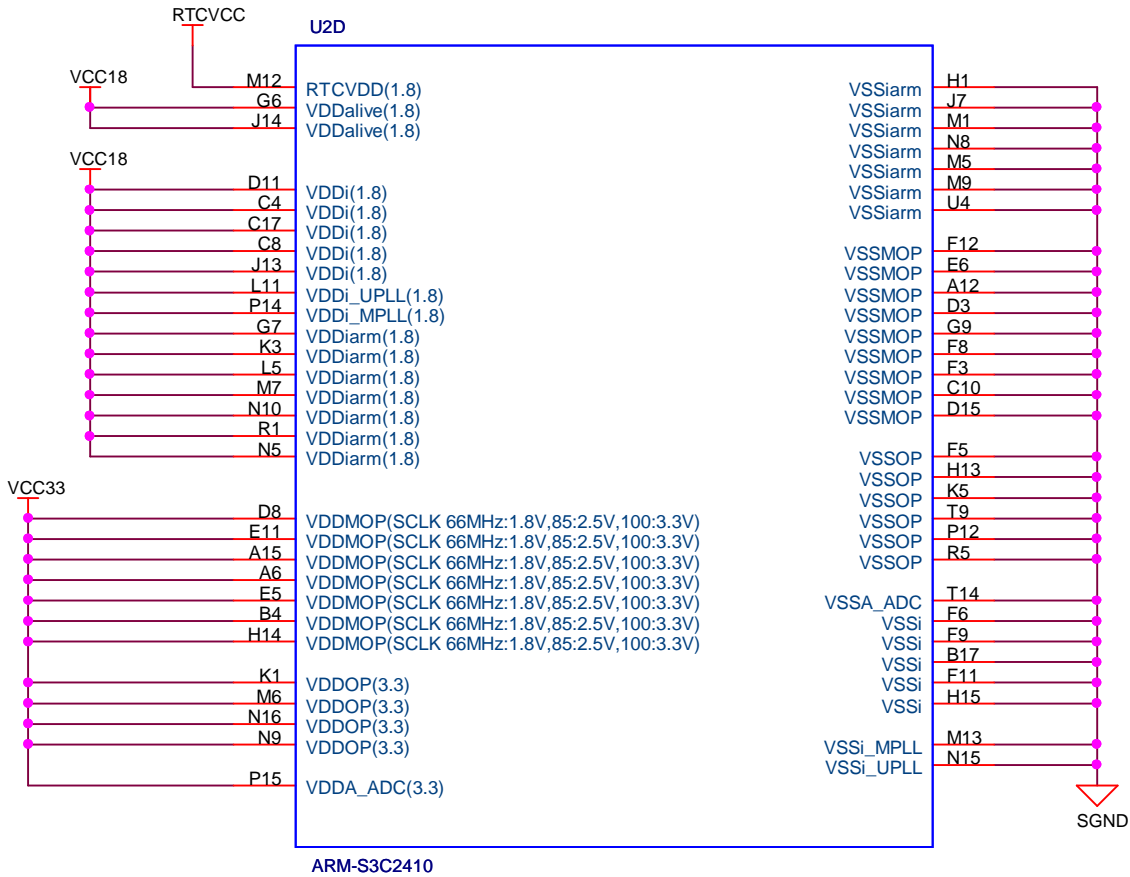 RTCVCC
U2D
VCC18
M12 RTCVDD(1.8)
G6 VDDalive(1.8)
J14 VDDalive(1.8)
VCC18
D11 VDDi(1.8)
C4 VDDi(1.8)
C17 VDDi(1.8)
C8 VDDi(1.8)
J13 VDDi(1.8)
L11 VDDi_UPLL(1.8)
P14 VDDi_MPLL(1.8)
G7 VDDiarm(1.8)
K3 VDDiarm(1.8)
L5 VDDiarm(1.8)
M7 VDDiarm(1.8)
N10 VDDiarm(1.8)
R1 VDDiarm(1.8)
N5 VDDiarm(1.8)
VCC33
D8 VDDMOP(SCLK 66MHz:1.8V,85:2.5V,100:3.3V)
E11 VDDMOP(SCLK 66MHz:1.8V,85:2.5V,100:3.3V)
A15 VDDMOP(SCLK 66MHz:1.8V,85:2.5V,100:3.3V)
A6 VDDMOP(SCLK 66MHz:1.8V,85:2.5V,100:3.3V)
E5 VDDMOP(SCLK 66MHz:1.8V,85:2.5V,100:3.3V)
B4 VDDMOP(SCLK 66MHz:1.8V,85:2.5V,100:3.3V)
H14 VDDMOP(SCLK 66MHz:1.8V,85:2.5V,100:3.3V)
K1 VDDOP(3.3)
M6 VDDOP(3.3)
N16 VDDOP(3.3)
N9 VDDOP(3.3)
P15 VDDA_ADC(3.3)
VSSiarm H1
VSSiarm J7
VSSiarm M1
VSSiarm N8
VSSiarm M5
VSSiarm M9
VSSiarm U4
VSSMOP F12
VSSMOP E6
VSSMOP A12
VSSMOP D3
VSSMOP G9
VSSMOP F8
VSSMOP F3
VSSMOP C10
VSSMOP D15
VSSOP F5
VSSOP H13
VSSOP K5
VSSOP T9
VSSOP P12
VSSOP R5
VSSA_ADC T14
VSSi F6
VSSi F9
VSSi B17
VSSi F11
VSSi H15
VSSi_MPLL M13
VSSi_UPLL N15
SGND
ARM-S3C2410